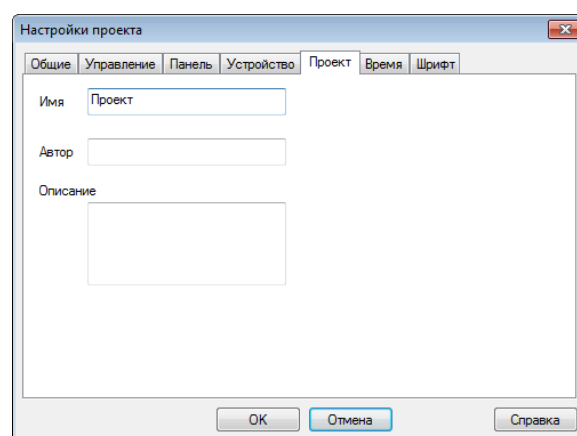 Настройки проекта
Общие Управление Панель Устройство Проект Время Шрифт
Имя Проект
Автор
Описание
OK Отмена Справка